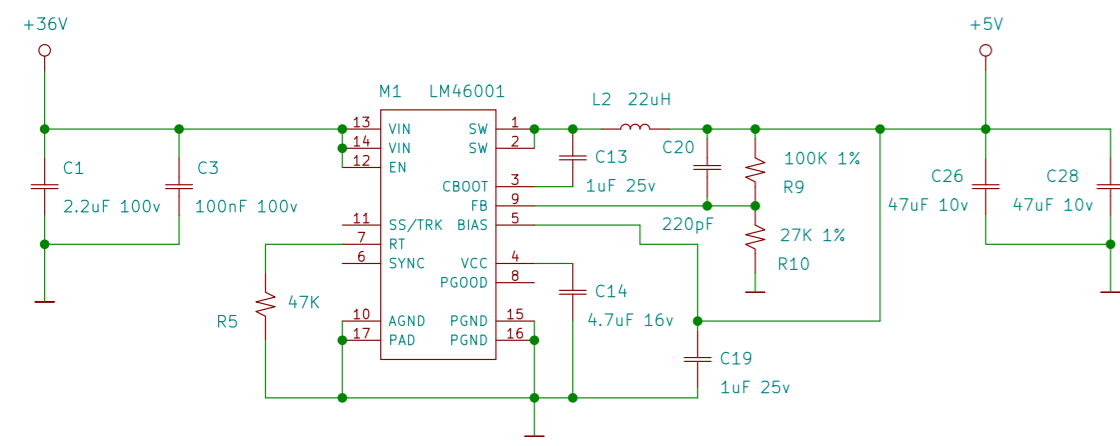 +36V
+5V
M1 LM46001
L2 22uH
13 VIN SW 1
14 VIN SW 2
12 EN
C1
2.2uF 100v
C3
100nF 100v
C13
1uF 25v
C20
220pF
100K 1%
R9
C26
47uF 10v
C28
47uF 10v
CBOOT 3
FB 9
11 SS/TRK BIAS 5
7 RT
6 SYNC VCC 4
PGOOD 8
27K 1%
R10
47K
R5
C14
4.7uF 16v
10 AGND PGND 15
17 PAD PGND 16
C19
1uF 25v